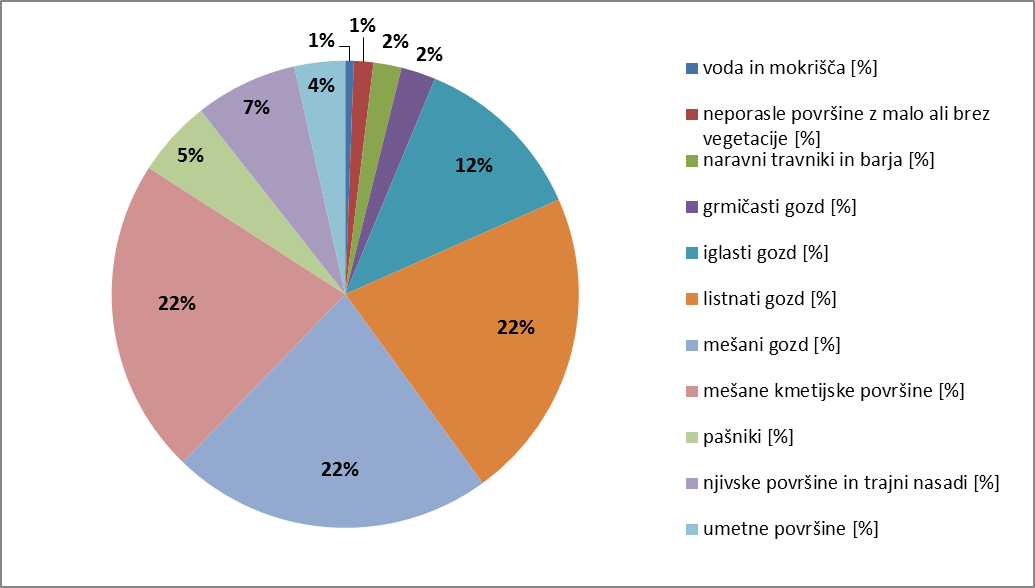 1%
1%
2%
2%
12%
22%
22%
22%
5%
7%
4%
voda in mokrišča [%]
neporasle površine z malo ali brez
vegetacije [%]
naravni travniki in barja [%]
grmičasti gozd [%]
iglasti gozd [%]
listnati gozd [%]
mešani gozd [%]
mešane kmetijske površine [%]
pašniki [%]
njivske površine in trajni nasadi [%]
umetne površine [%]